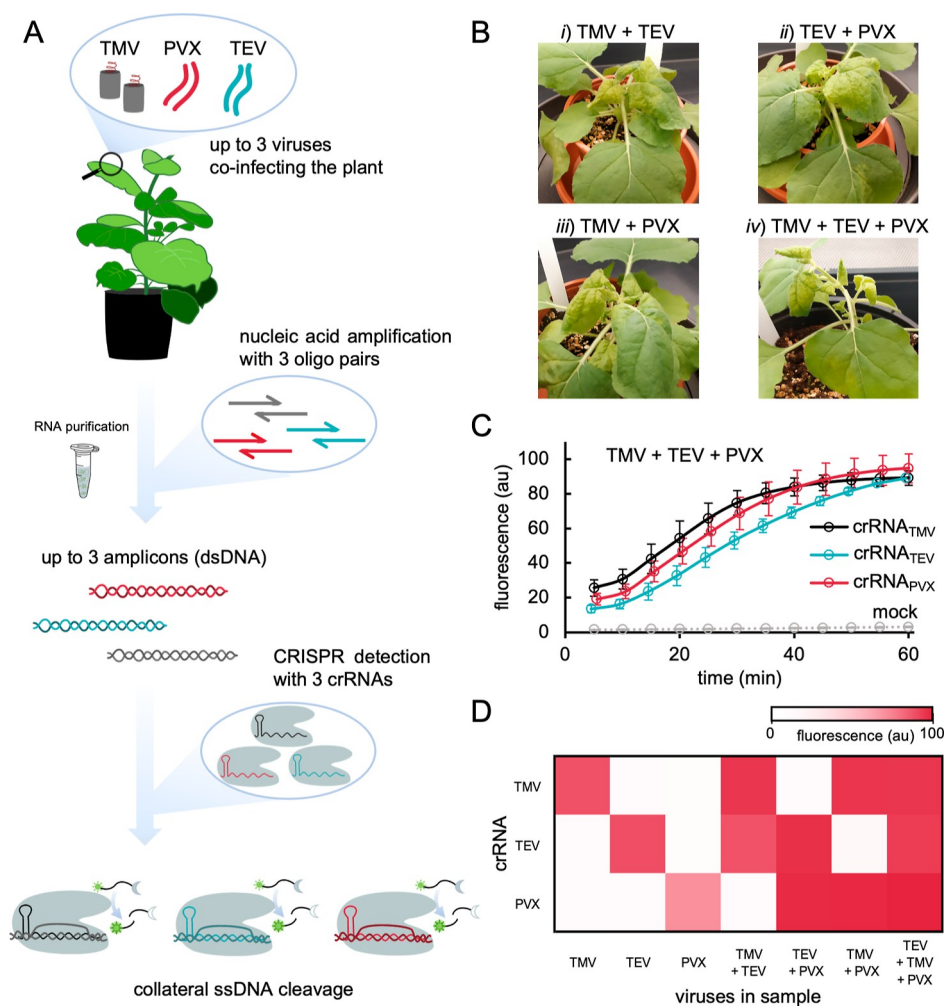 A
TMV PVX TEV
up to 3 viruses
co-infecting the plant
nucleic acid amplification
with 3 oligo pairs
RNA purification
up to 3 amplicons (dsDNA)
CRISPR detection
with 3 crRNAs
collateral ssDNA cleavage
B
i) TMV + TEV
ii) TEV + PVX
iii) TMV + PVX
iv) TMV + TEV + PVX
C
TMV + TEV + PVX
fluorescence (au)
100
80
60
40
20
0
crRNATMV
crRNATEV
crRNAPVX
mock
0 20 40 60
time (min)
D
0 100
fluorescence (au)
crRNA
TMV
TEV
PVX
TMV
TEV
PVX
TMV
+ TEV
TEV
+ PVX
TMV
+ PVX
TEV
+ TMV
+ PVX
viruses in sample